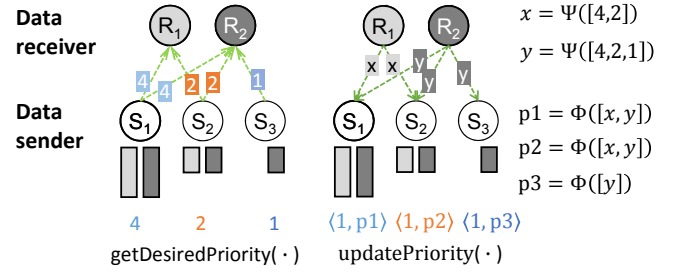 Data
receiver
R1
R2
4
4
2
2
1
Data
sender
S1
S2
S3
4
2
1
getDesiredPriority( · )
R1
R2
x
x
y
y
y
S1
S2
S3
⟨1, p1⟩ ⟨1, p2⟩ ⟨1, p3⟩
updatePriority( · )
x = Ψ([4,2])
y = Ψ([4,2,1])
p1 = Φ([x, y])
p2 = Φ([x, y])
p3 = Φ([y])